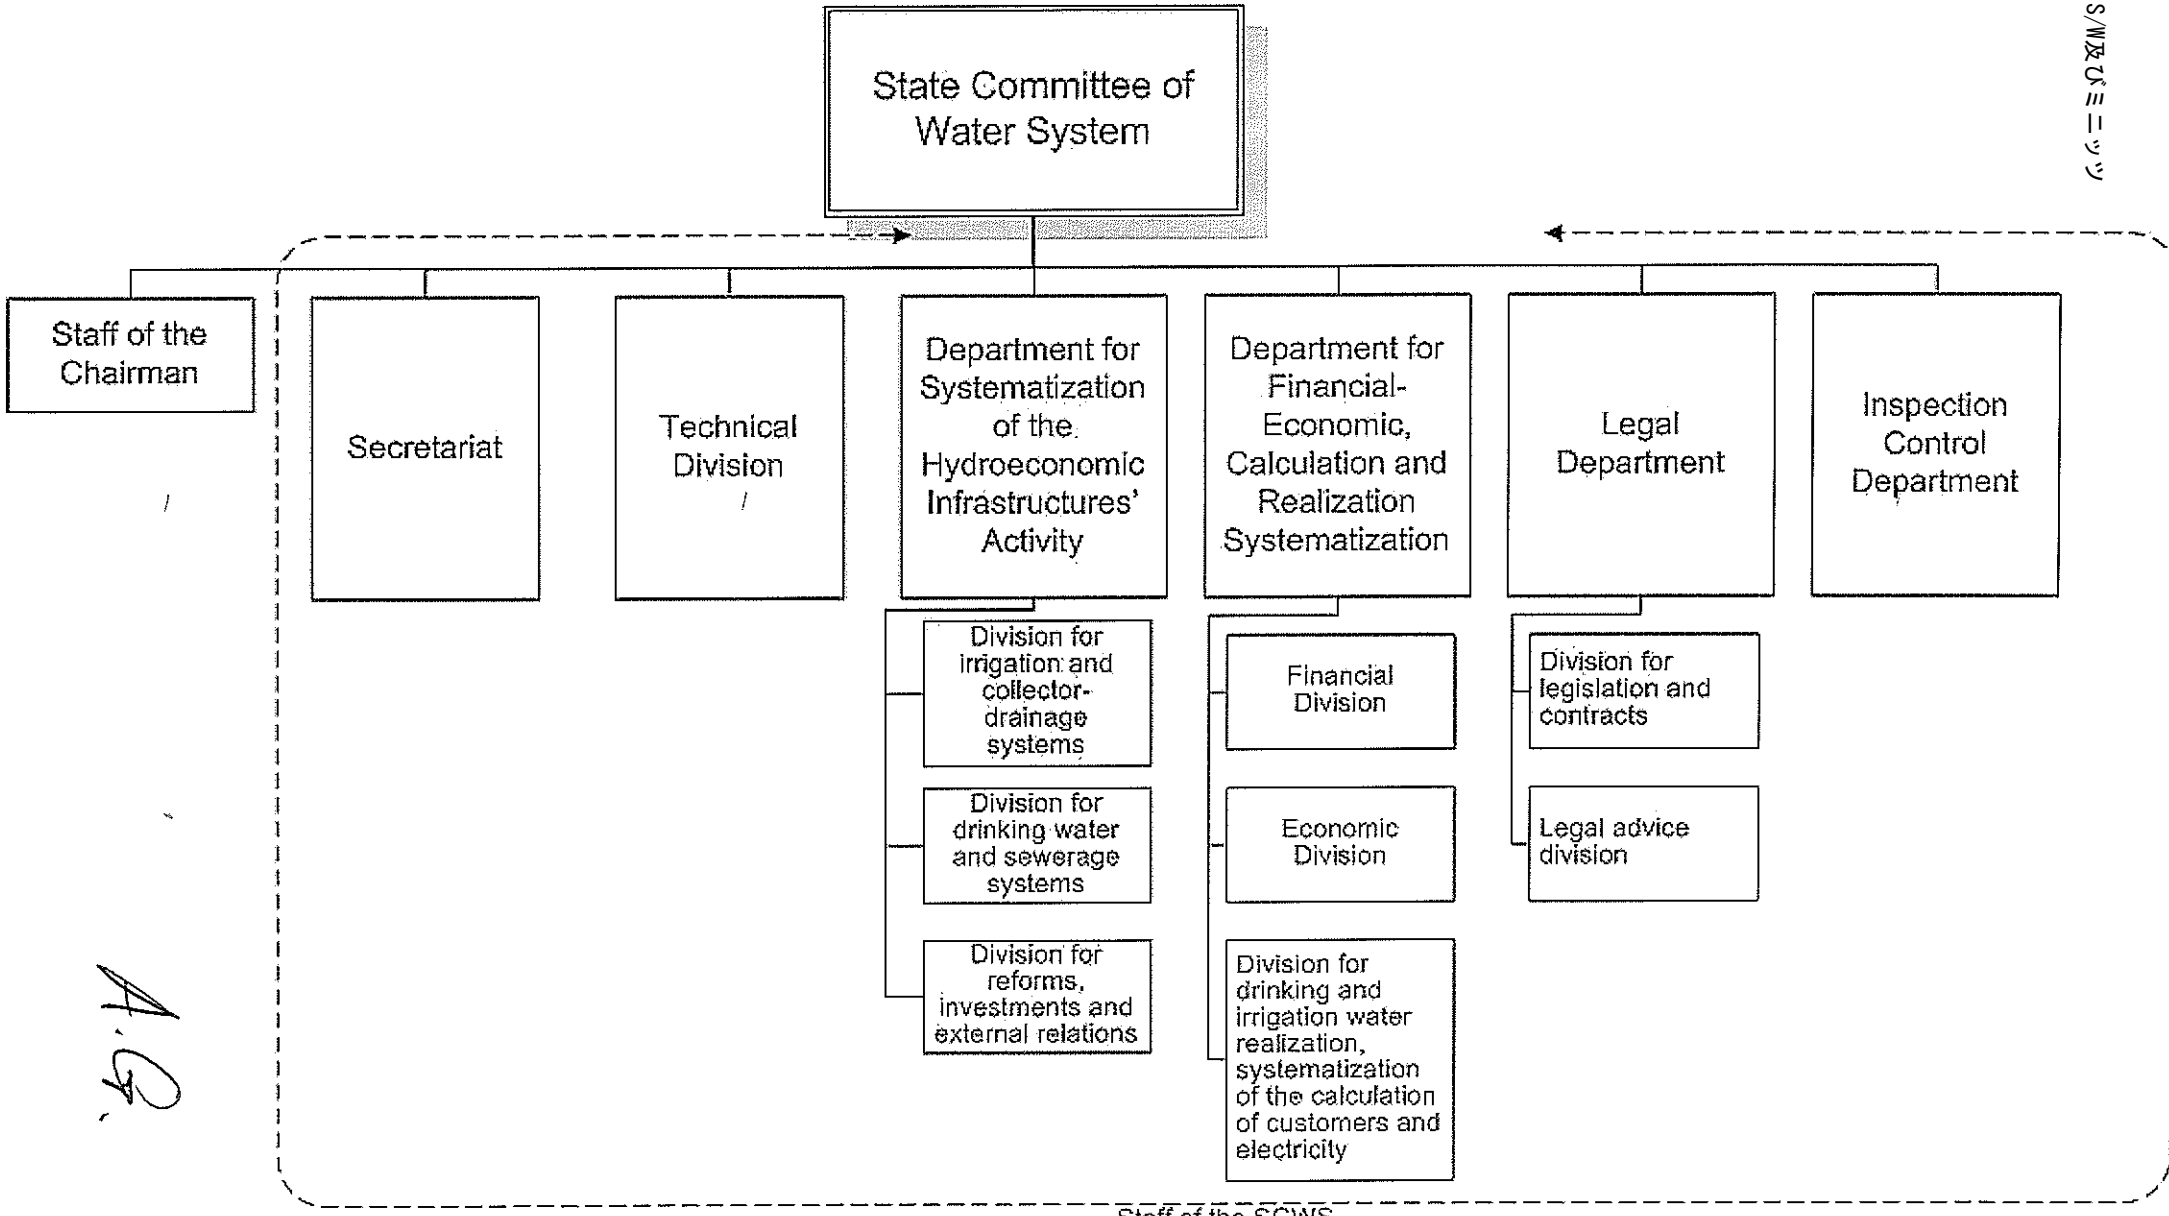 S/W及びミニッツ
State Committee of
Water System
Staff of the
Chairman
Secretariat
Technical
Division
Department for
Systematization
of the
Hydroeconomic
Infrastructures'
Activity
Department for
Financial-
Economic,
Calculation and
Realization
Systematization
Legal
Department
Inspection
Control
Department
Division for
irrigation and
collector-
drainage
systems
Division for
drinking water
and sewerage
systems
Division for
reforms,
investments and
external relations
Financial
Division
Economic
Division
Division for
drinking and
irrigation water
realization,
systematization
of the calculation
of customers and
electricity
Division for
legislation and
contracts
Legal advice
division
Staff of the SCWS